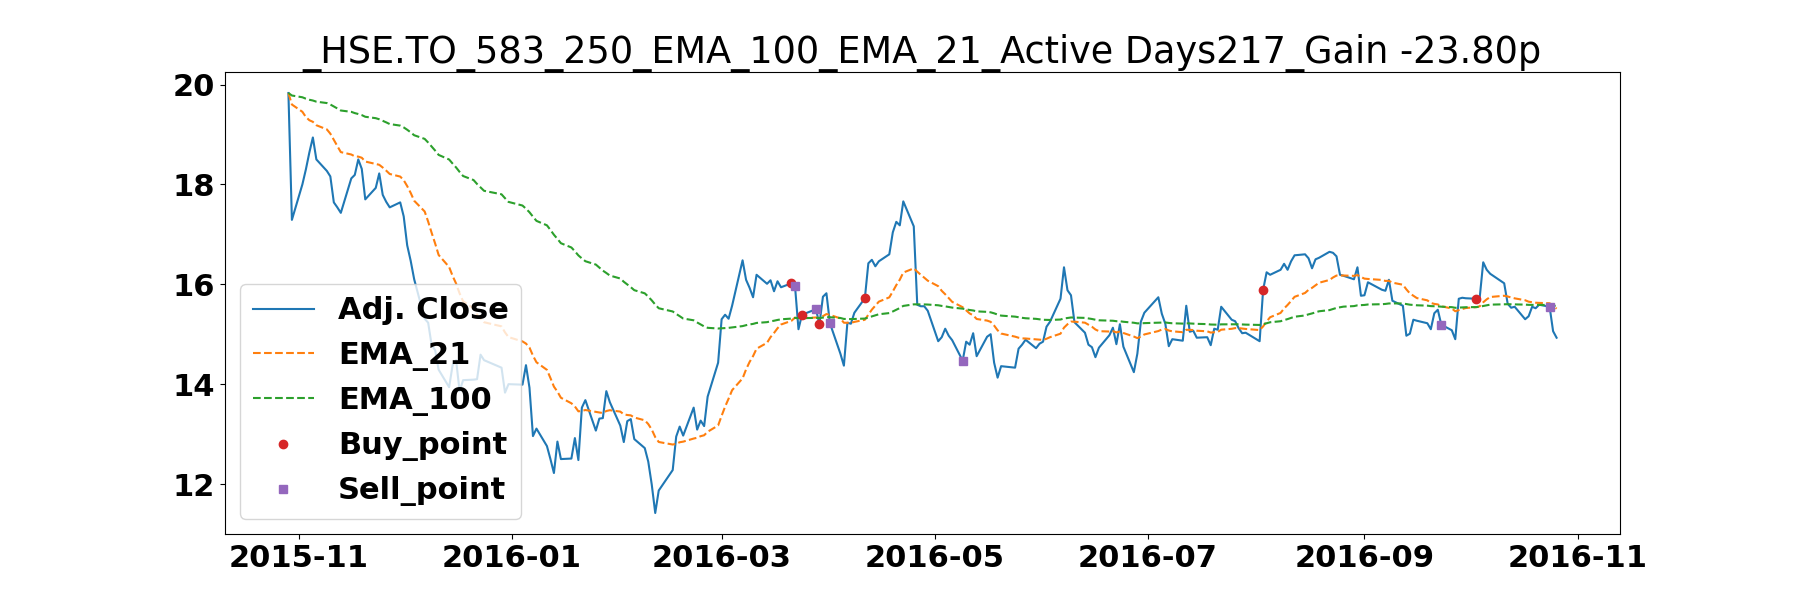 _HSE.TO_583_250_EMA_100_EMA_21_Active Days217_Gain -23.80p
20
18
16
14
12
Adj. Close
EMA_21
EMA_100
Buy_point
Sell_point
2015-11 2016-01 2016-03 2016-05 2016-07 2016-09 2016-11